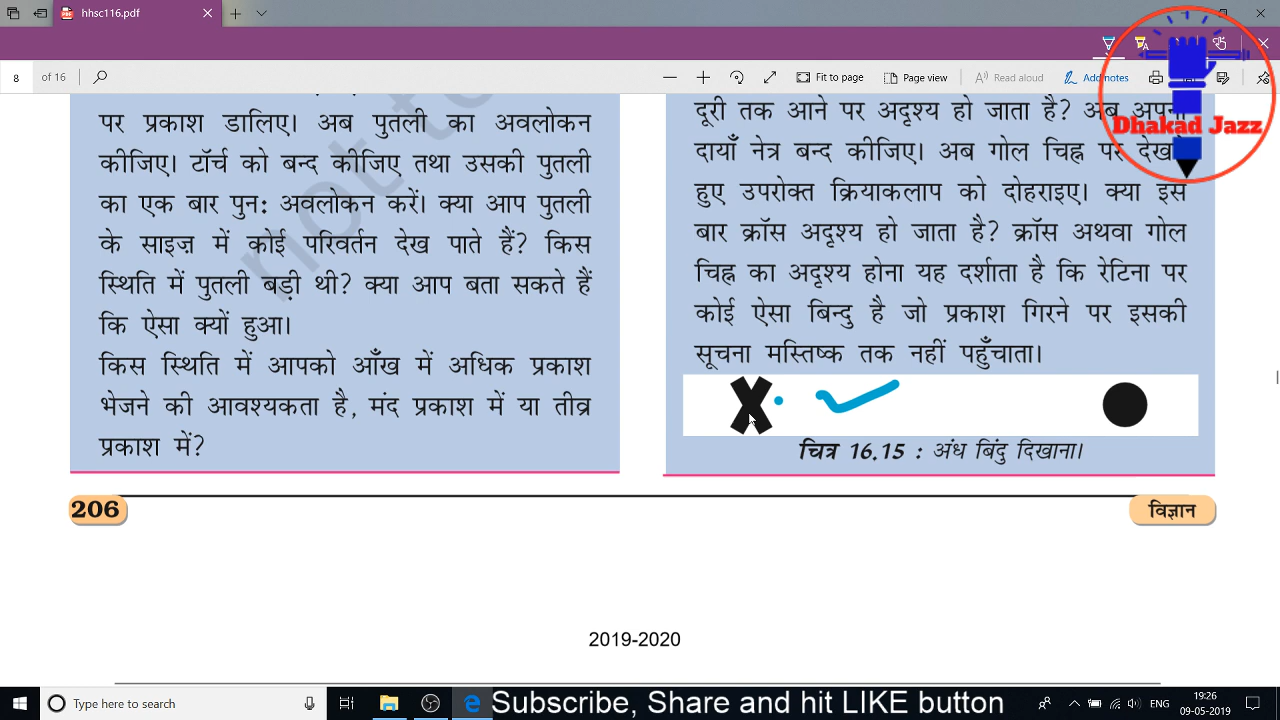 hhsc116.pdf
8 of 16 Fit to page Page view Read aloud Add notes
पर प्रकाश डालिए। अब पुतली का अवलोकन
कीजिए। टॉर्च को बन्द कीजिए तथा उसकी पुतली
का एक बार पुन: अवलोकन करें। क्या आप पुतली
के साइज़ में कोई परिवर्तन देख पाते हैं? किस
स्थिति में पुतली बड़ी थी? क्या आप बता सकते हैं
कि ऐसा क्यों हुआ।
किस स्थिति में आपको आँख में अधिक प्रकाश
भेजने की आवश्यकता है, मंद प्रकाश में या तीव्र
प्रकाश में?
not to
दूरी तक आने पर अदृश्य हो जाता है? अब अपना
दायाँ नेत्र बन्द कीजिए। अब गोल चिह्न पर देखते
हुए उपरोक्त क्रियाकलाप को दोहराइए। क्या इस
बार क्रॉस अदृश्य हो जाता है? क्रॉस अथवा गोल
चिह्न का अदृश्य होना यह दर्शाता है कि रेटिना पर
कोई ऐसा बिन्दु है जो प्रकाश गिरने पर इसकी
सूचना मस्तिष्क तक नहीं पहुँचाता।
चित्र 16.15 : अंध बिंदु दिखाना।
Dhakad Jazz
206
विज्ञान
2019-2020
Type here to search
Subscribe, Share and hit LIKE button
ENG
19:26
09-05-2019